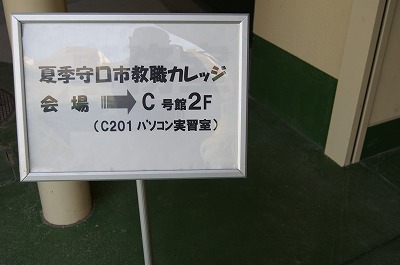 夏季守口市教職カレッジ
会場 ➡ C号館2F
(C201 パソコン実習室)